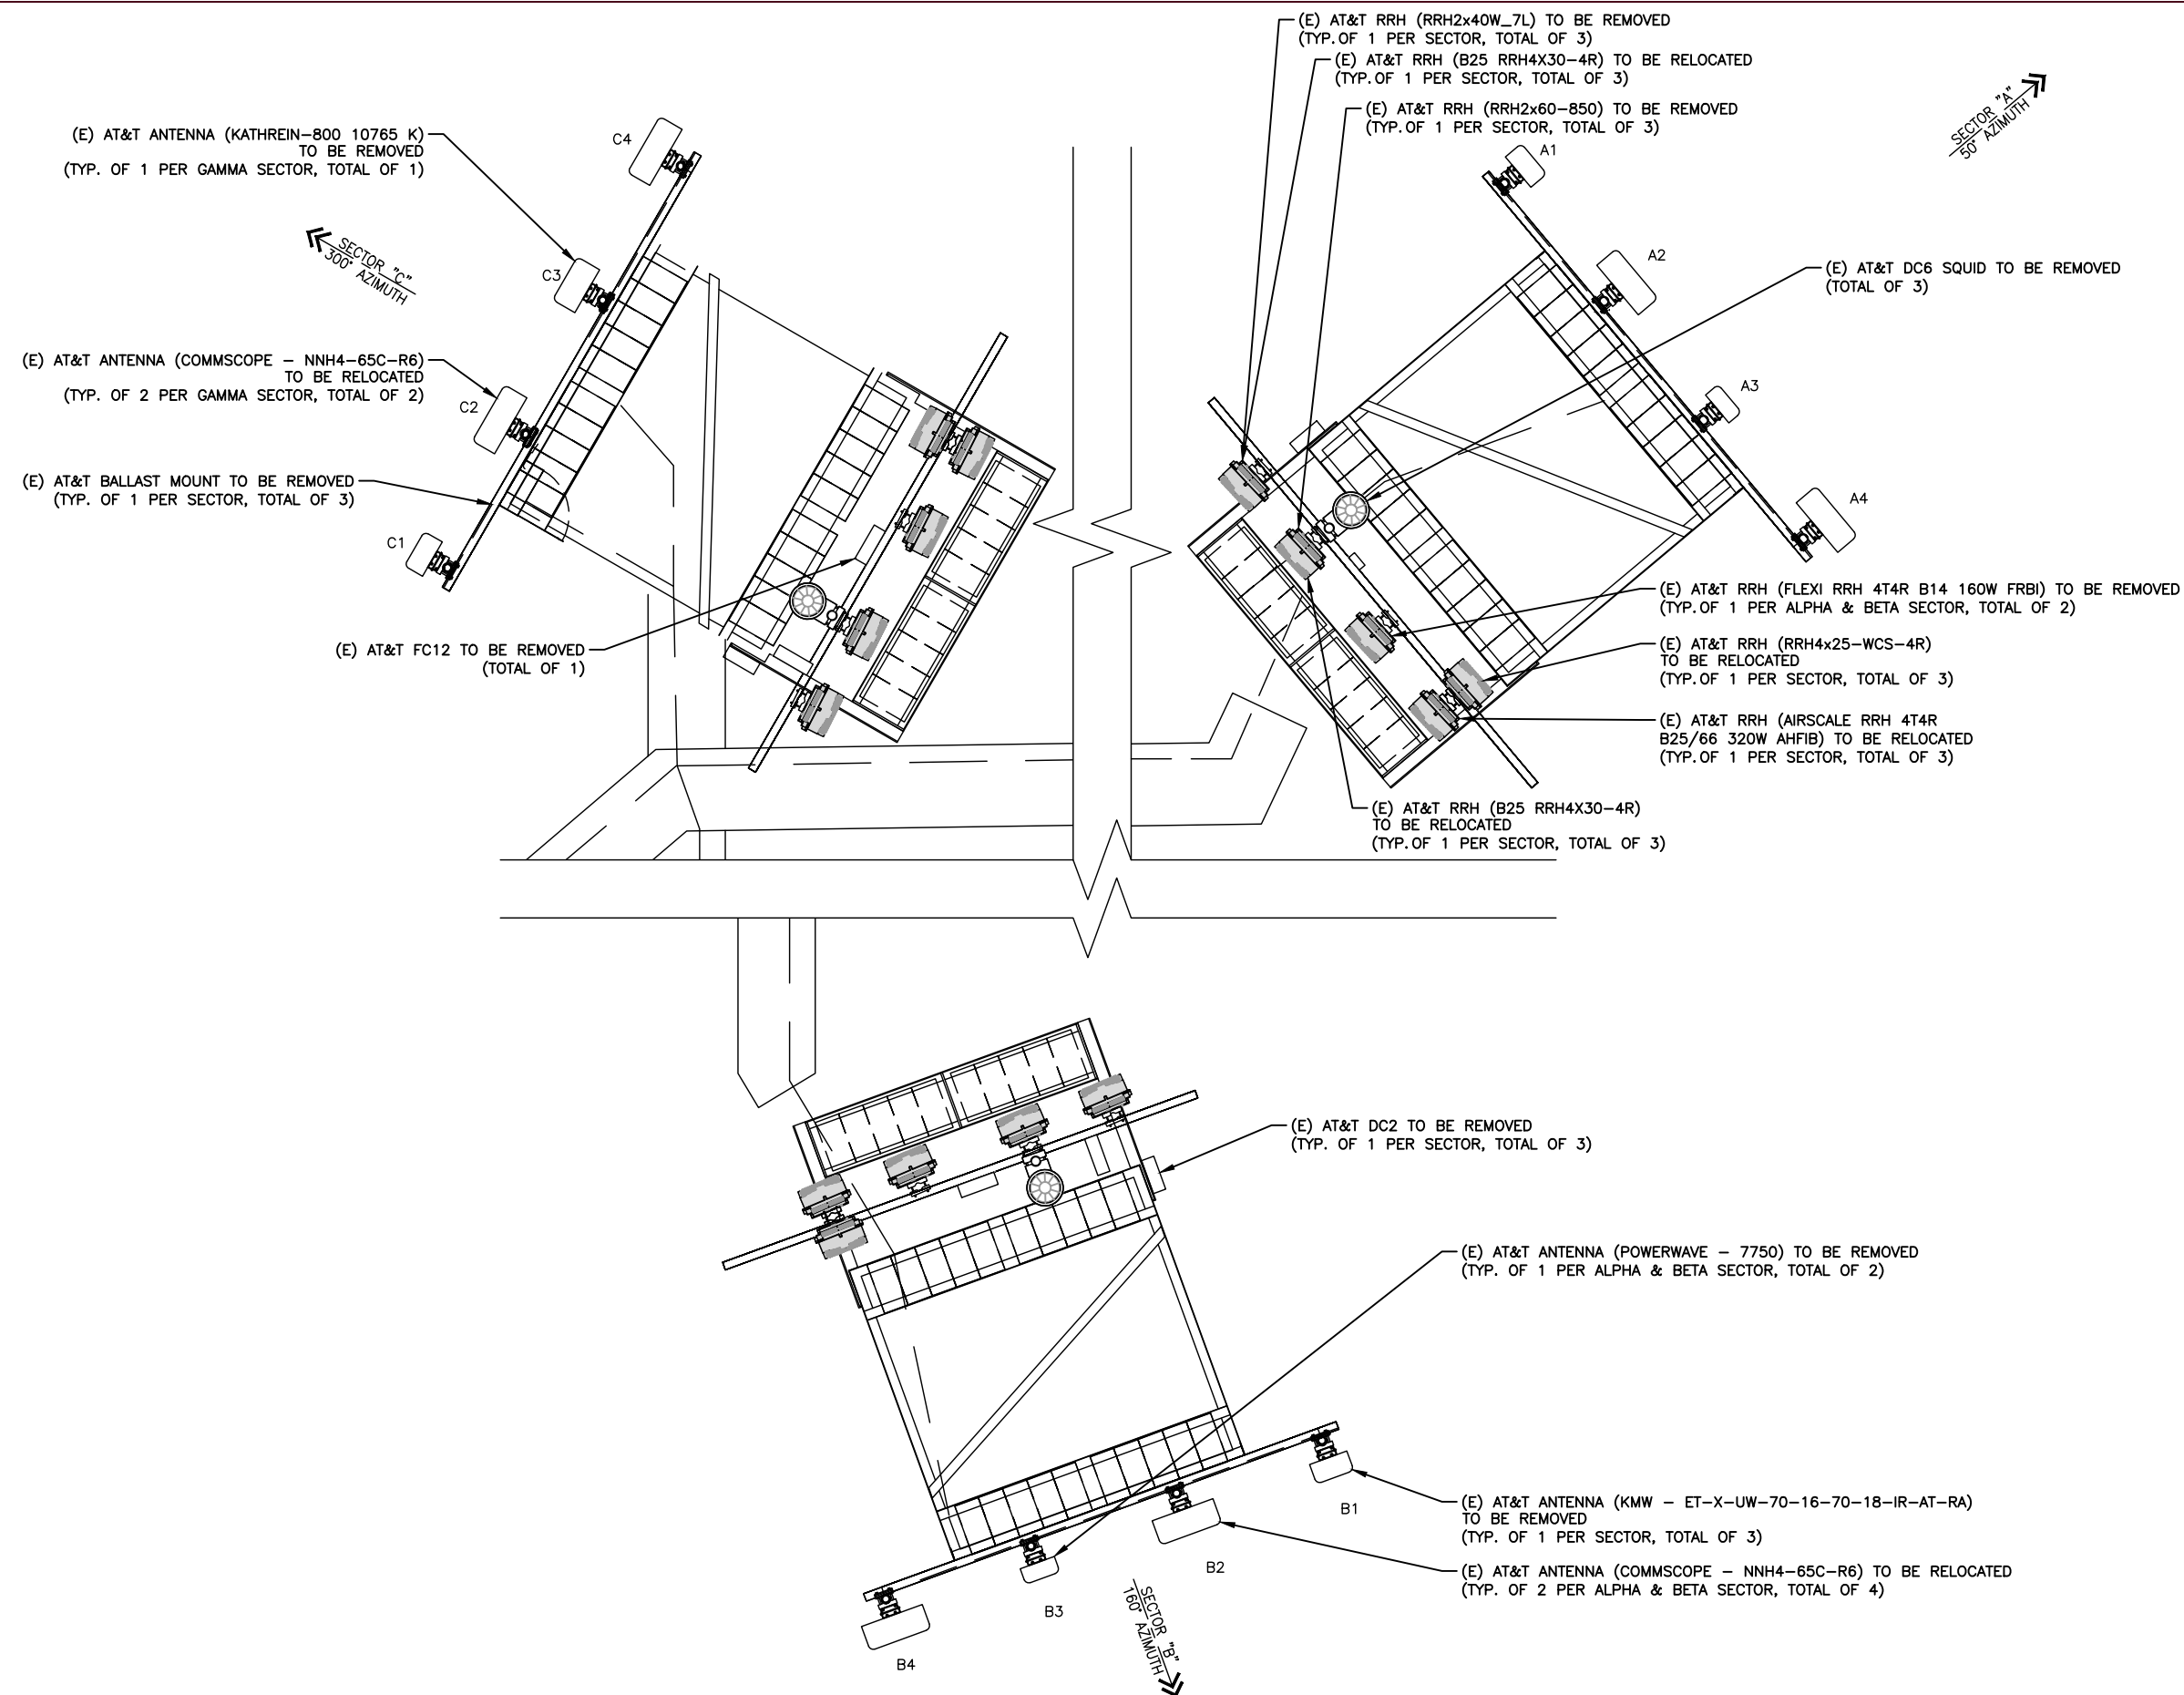 (E) AT&T RRH (RRH2x40W_7L) TO BE REMOVED
(TYP.OF 1 PER SECTOR, TOTAL OF 3)
(E) AT&T RRH (B25 RRH4X30-4R) TO BE RELOCATED
(TYP.OF 1 PER SECTOR, TOTAL OF 3)
(E) AT&T RRH (RRH2x60-850) TO BE REMOVED
(TYP.OF 1 PER SECTOR, TOTAL OF 3)
SECTOR "A"
50° AZIMUTH
(E) AT&T ANTENNA (KATHREIN-800 10765 K)
TO BE REMOVED
(TYP. OF 1 PER GAMMA SECTOR, TOTAL OF 1)
C4
A1
SECTOR "C"
300° AZIMUTH
C3
A2
(E) AT&T DC6 SQUID TO BE REMOVED
(TOTAL OF 3)
(E) AT&T ANTENNA (COMMSCOPE - NNH4-65C-R6)
TO BE RELOCATED
(TYP. OF 2 PER GAMMA SECTOR, TOTAL OF 2)
C2
A3
(E) AT&T BALLAST MOUNT TO BE REMOVED
(TYP. OF 1 PER SECTOR, TOTAL OF 3)
A4
C1
(E) AT&T RRH (FLEXI RRH 4T4R B14 160W FRBI) TO BE REMOVED
(TYP.OF 1 PER ALPHA & BETA SECTOR, TOTAL OF 2)
(E) AT&T FC12 TO BE REMOVED
(TOTAL OF 1)
(E) AT&T RRH (RRH4x25-WCS-4R)
TO BE RELOCATED
(TYP.OF 1 PER SECTOR, TOTAL OF 3)
(E) AT&T RRH (AIRSCALE RRH 4T4R
B25/66 320W AHFIB) TO BE RELOCATED
(TYP.OF 1 PER SECTOR, TOTAL OF 3)
(E) AT&T RRH (B25 RRH4X30-4R)
TO BE RELOCATED
(TYP.OF 1 PER SECTOR, TOTAL OF 3)
(E) AT&T DC2 TO BE REMOVED
(TYP. OF 1 PER SECTOR, TOTAL OF 3)
(E) AT&T ANTENNA (POWERWAVE - 7750) TO BE REMOVED
(TYP. OF 1 PER ALPHA & BETA SECTOR, TOTAL OF 2)
B1
(E) AT&T ANTENNA (KMW - ET-X-UW-70-16-70-18-IR-AT-RA)
TO BE REMOVED
(TYP. OF 1 PER SECTOR, TOTAL OF 3)
B2
(E) AT&T ANTENNA (COMMSCOPE - NNH4-65C-R6) TO BE RELOCATED
(TYP. OF 2 PER ALPHA & BETA SECTOR, TOTAL OF 4)
B3
SECTOR "B"
160° AZIMUTH
B4